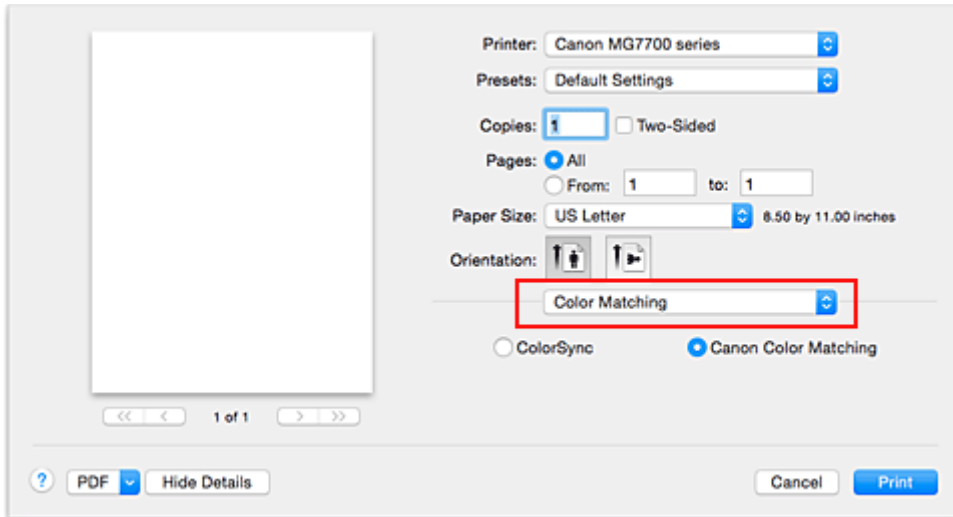 Printer: Canon MG7700 series
Presets: Default Settings
Copies: 1 Two-Sided
Pages: All
From: 1 to: 1
Paper Size: US Letter 8.50 by 11.00 inches
Orientation:
Color Matching
ColorSync Canon Color Matching
1 of 1
? PDF Hide Details Cancel Print